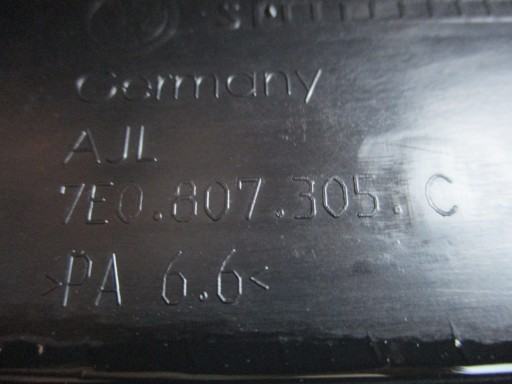 Germany
AJL
7E0.807.305. C
>PA 6.6<